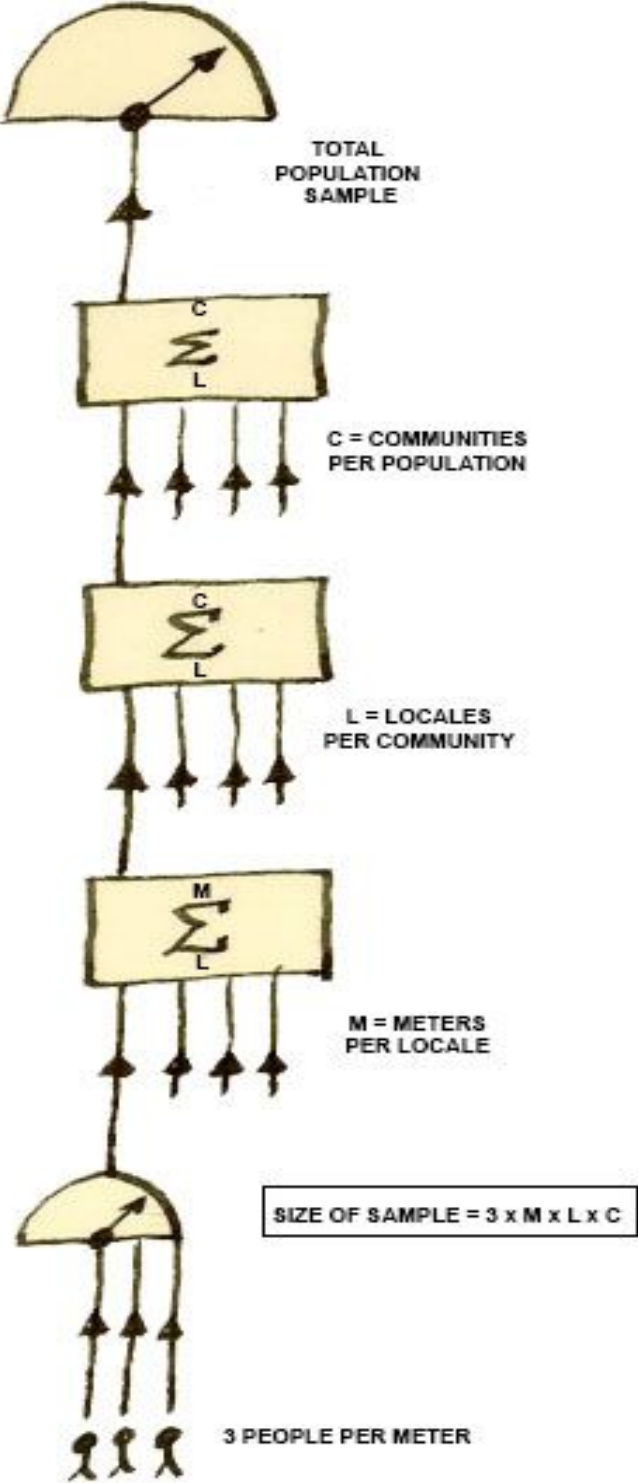 TOTAL
POPULATION
SAMPLE
C
Σ
L
C = COMMUNITIES
PER POPULATION
C
Σ
L
L = LOCALES
PER COMMUNITY
M
Σ
L
M = METERS
PER LOCALE
SIZE OF SAMPLE = 3 x M x L x C
3 PEOPLE PER METER